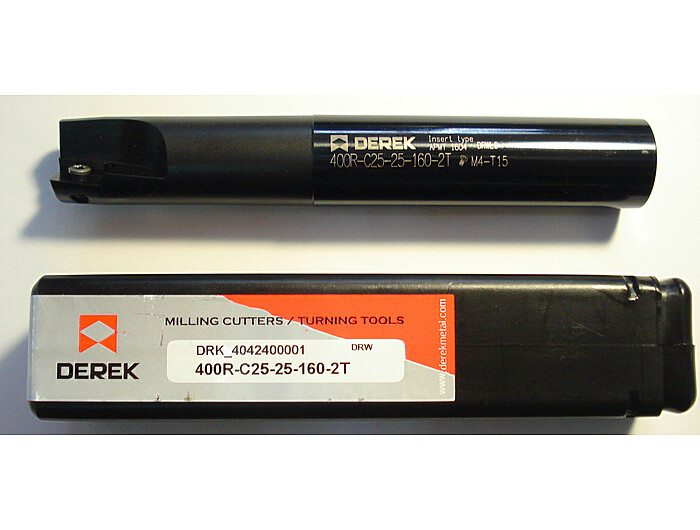 DEREK
Insert type
APMT 1604
400R-C25-25-160-2T M4-T15
MILLING CUTTERS / TURNING TOOLS
DRK_4042400001 DRW
400R-C25-25-160-2T
DEREK
www.derekmetal.com